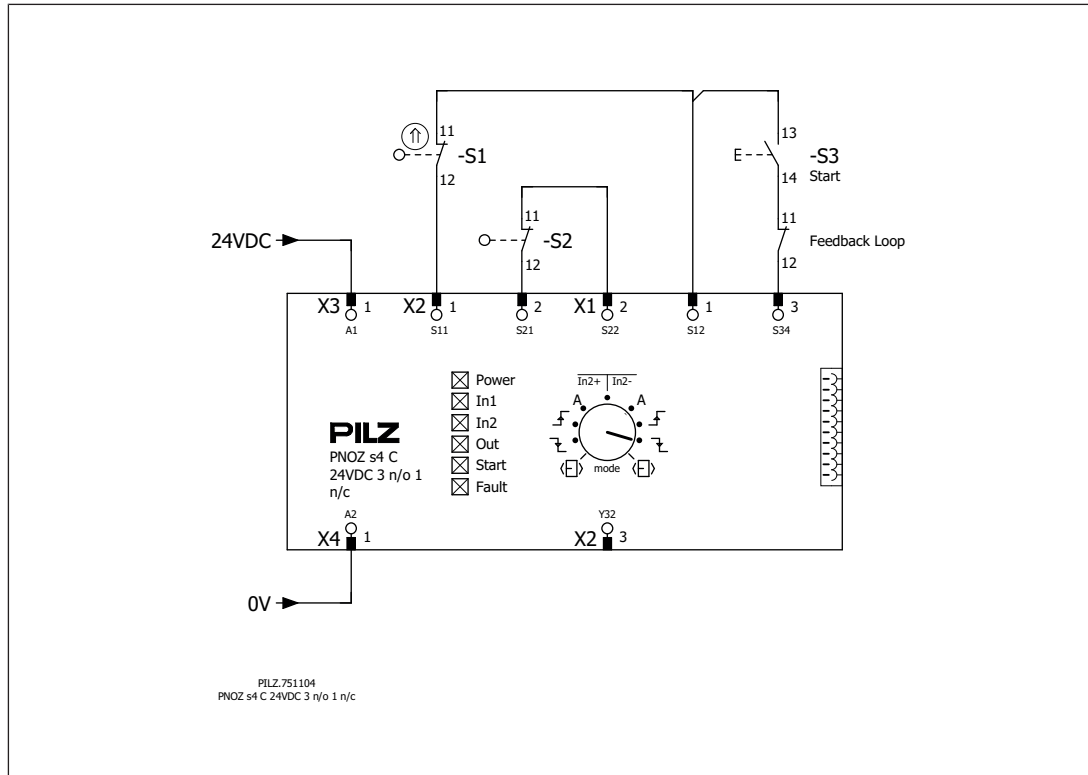 11
-S1
12
13
-S3
14
Start
11
-S2
12
11
Feedback Loop
12
24VDC
X3 1
X2 1
2
X1 2
1
3
A1
S11
S21
S22
S12
S34
Power
In1
In2
Out
Start
Fault
In2+ In2-
A A
mode
PILZ
PNOZ s4 C
24VDC 3 n/o 1
n/c
A2
X4 1
Y32
X2 3
0V
PILZ.751104
PNOZ s4 C 24VDC 3 n/o 1 n/c